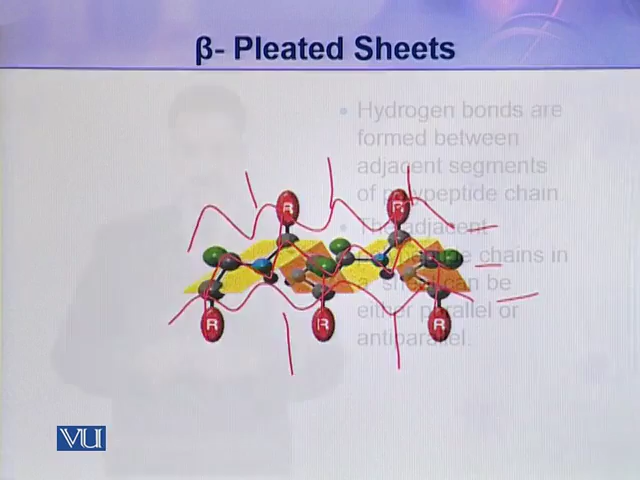 β- Pleated Sheets
• Hydrogen bonds are
formed between
adjacent segments
of polypeptide chain.
• The adjacent
chains in
a sheet can be
either parallel or
antiparallel.
R
R
R
R
R
VU